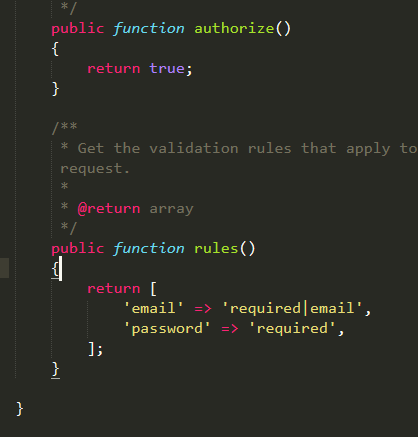 */
public function authorize()
{
return true;
}
/**
* Get the validation rules that apply to
request.
*
* @return array
*/
public function rules()
{
return [
'email' => 'required|email',
'password' => 'required',
];
}
}